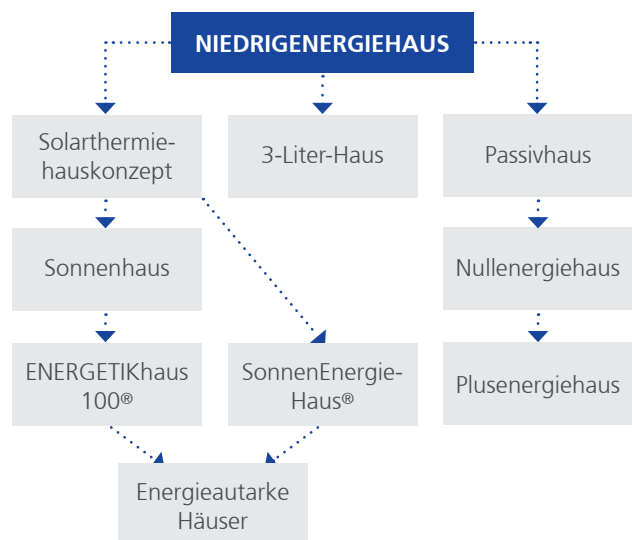 NIEDRIGENERGIEHAUS
Solarthermie-
hauskonzept
3-Liter-Haus
Passivhaus
Sonnenhaus
Nullenergiehaus
ENERGETIKhaus
100®
SonnenEnergie-
Haus®
Plusenergiehaus
Energieautarke
Häuser